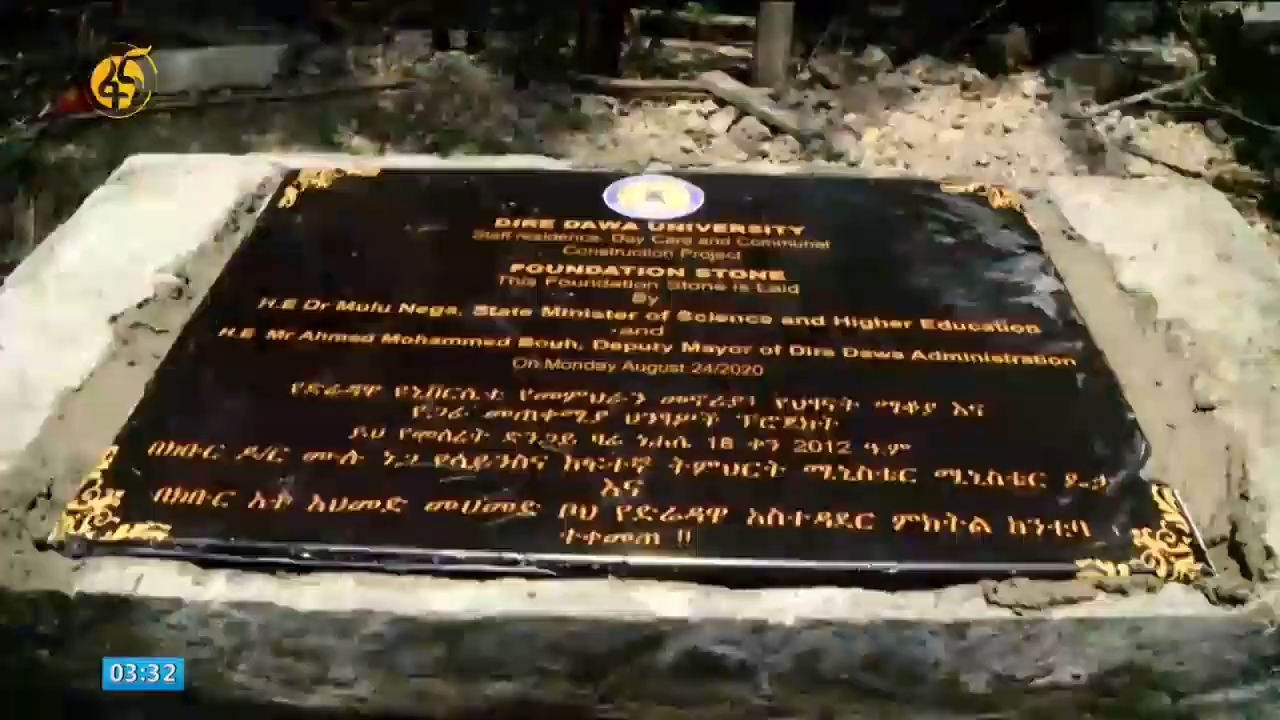 DIRE DAWA UNIVERSITY
Staff residence, Day Care and Communal
Construction Project
FOUNDATION STONE
This Foundation Stone is Laid
By
H.E Dr Mulu Nega, State Minister of Science and Higher Education
and
H.E Mr Ahmed Mohammed Bouh, Deputy Mayor of Dire Dawa Administration
On Monday August 24/2020
የድሬዳዋ ዩኒቨርሲቲ የመምህራን መኖሪያ፣ የህፃናት ማቆያ እና
የጋራ መጠቀሚያ ህንፃዎች ፕሮጀክት
ይህ የመሰረት ድንጋይ ዛሬ ነሐሴ 18 ቀን 2012 ዓ.ም
በክቡር ዶ/ር ሙሉ ነጋ የሳይንስና ከፍተኛ ትምህርት ሚኒስቴር ሚኒስቴር ዴኤታ
እና
በክቡር አቶ አህመድ መሀመድ ቦህ የድሬዳዋ አስተዳደር ምክትል ከንቲባ
ተቀመጠ !!
03:32